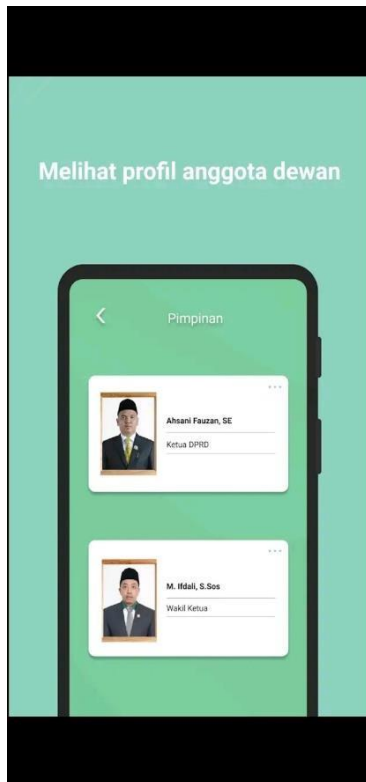 Melihat profil anggota dewan
Pimpinan
Ahsani Fauzan, SE
Ketua DPRD
M. Ifdali, S.Sos
Wakil Ketua